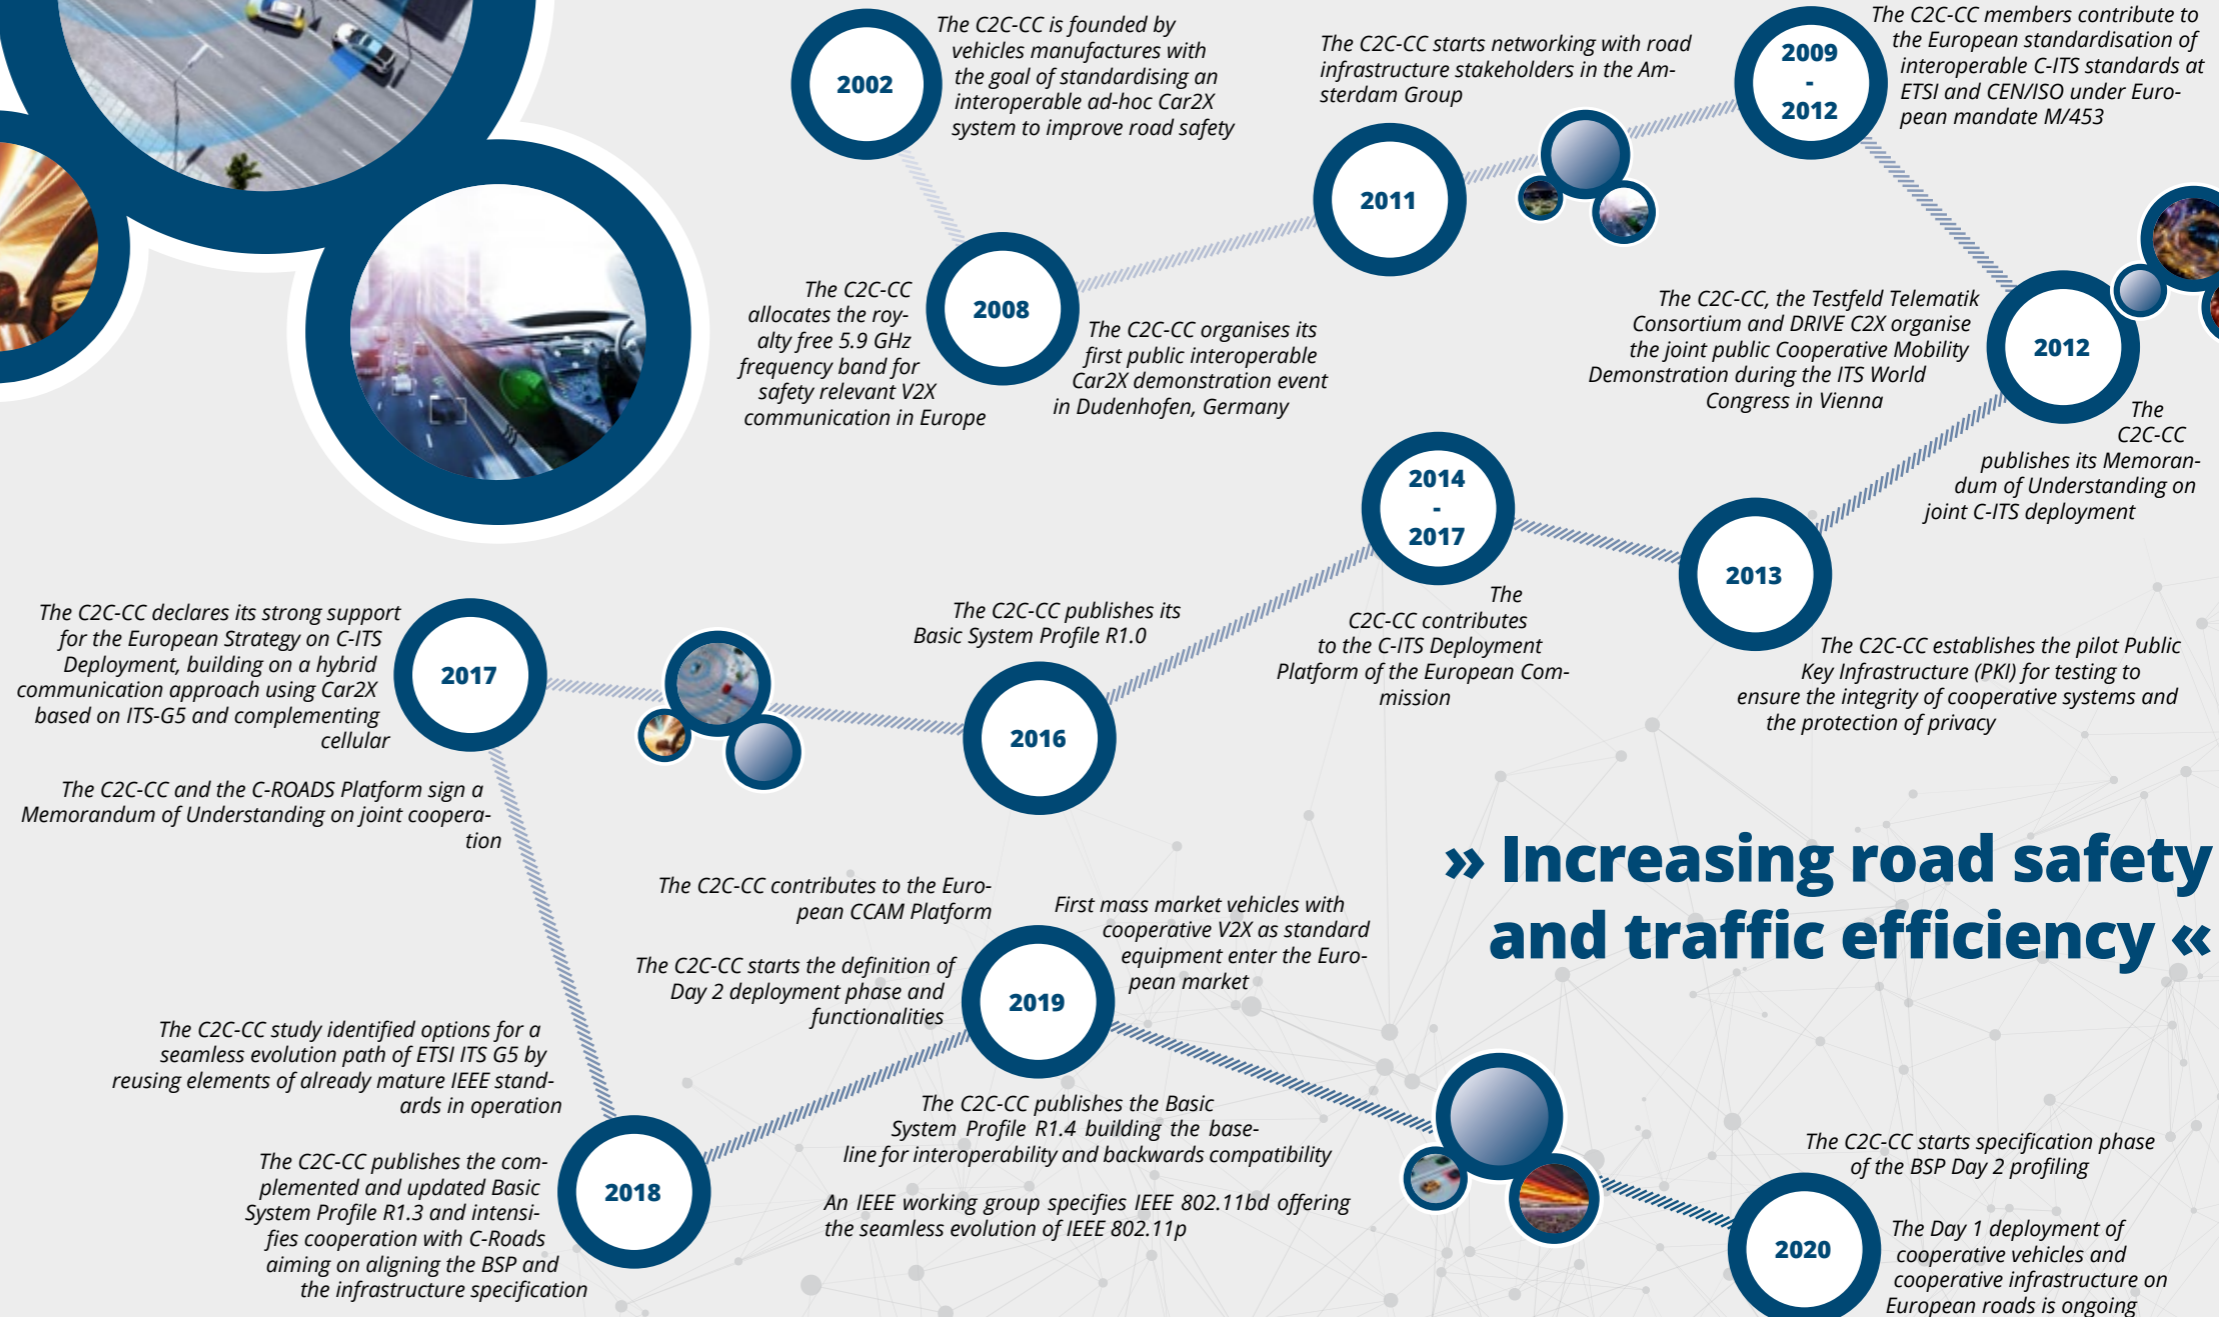 2002
The C2C-CC is founded by
vehicles manufactures with
the goal of standardising an
interoperable ad-hoc Car2X
system to improve road safety
2008
The C2C-CC
allocates the roy-
alty free 5.9 GHz
frequency band for
safety relevant V2X
communication in Europe
The C2C-CC organises its
first public interoperable
Car2X demonstration event
in Dudenhofen, Germany
The C2C-CC starts networking with road
infrastructure stakeholders in the Am-
sterdam Group
2011
2009
-
2012
The C2C-CC members contribute to
the European standardisation of
interoperable C-ITS standards at
ETSI and CEN/ISO under Euro-
pean mandate M/453
The C2C-CC, the Testfeld Telematik
Consortium and DRIVE C2X organise
the joint public Cooperative Mobility
Demonstration during the ITS World
Congress in Vienna
2012
The
C2C-CC
publishes its Memoran-
dum of Understanding on
joint C-ITS deployment
2013
The C2C-CC establishes the pilot Public
Key Infrastructure (PKI) for testing to
ensure the integrity of cooperative systems and
the protection of privacy
2014
-
2017
The
C2C-CC contributes
to the C-ITS Deployment
Platform of the European Com-
mission
The C2C-CC publishes its
Basic System Profile R1.0
2016
2017
The C2C-CC declares its strong support
for the European Strategy on C-ITS
Deployment, building on a hybrid
communication approach using Car2X
based on ITS-G5 and complementing
cellular
The C2C-CC and the C-ROADS Platform sign a
Memorandum of Understanding on joint coopera-
tion
» Increasing road safety
and traffic efficiency «
The C2C-CC study identified options for a
seamless evolution path of ETSI ITS G5 by
reusing elements of already mature IEEE stand-
ards in operation
The C2C-CC publishes the com-
plemented and updated Basic
System Profile R1.3 and intensi-
fies cooperation with C-Roads
aiming on aligning the BSP and
the infrastructure specification
2018
The C2C-CC contributes to the Euro-
pean CCAM Platform
The C2C-CC starts the definition of
Day 2 deployment phase and
functionalities
2019
First mass market vehicles with
cooperative V2X as standard
equipment enter the Euro-
pean market
The C2C-CC publishes the Basic
System Profile R1.4 building the base-
line for interoperability and backwards compatibility
An IEEE working group specifies IEEE 802.11bd offering
the seamless evolution of IEEE 802.11p
The C2C-CC starts specification phase
of the BSP Day 2 profiling
2020
The Day 1 deployment of
cooperative vehicles and
cooperative infrastructure on
European roads is ongoing